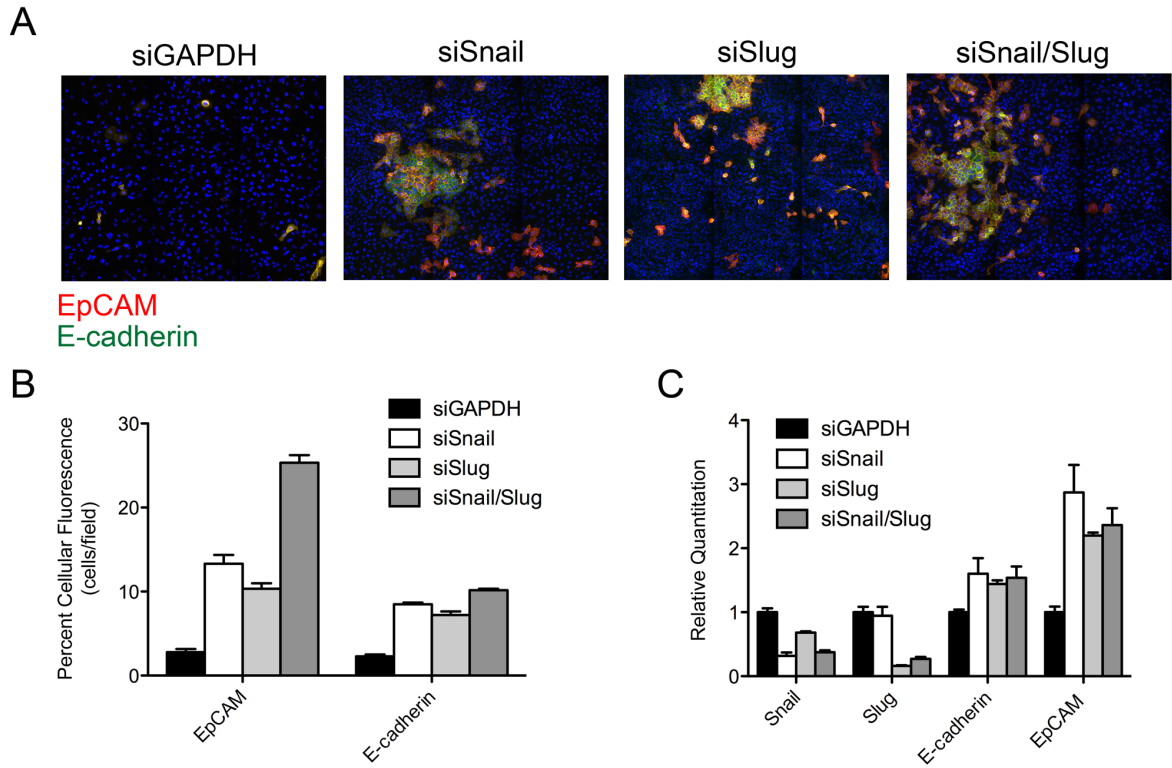 A
siGAPDH
siSnail
siSlug
siSnail/Slug
EpCAM
E-cadherin
B
Percent Cellular Fluorescence
(cells/field)
30
20
10
0
siGAPDH
siSnail
siSlug
siSnail/Slug
EpCAM
E-cadherin
C
Relative Quantitation
4
3
2
1
0
siGAPDH
siSnail
siSlug
siSnail/Slug
Snail
Slug
E-cadherin
EpCAM